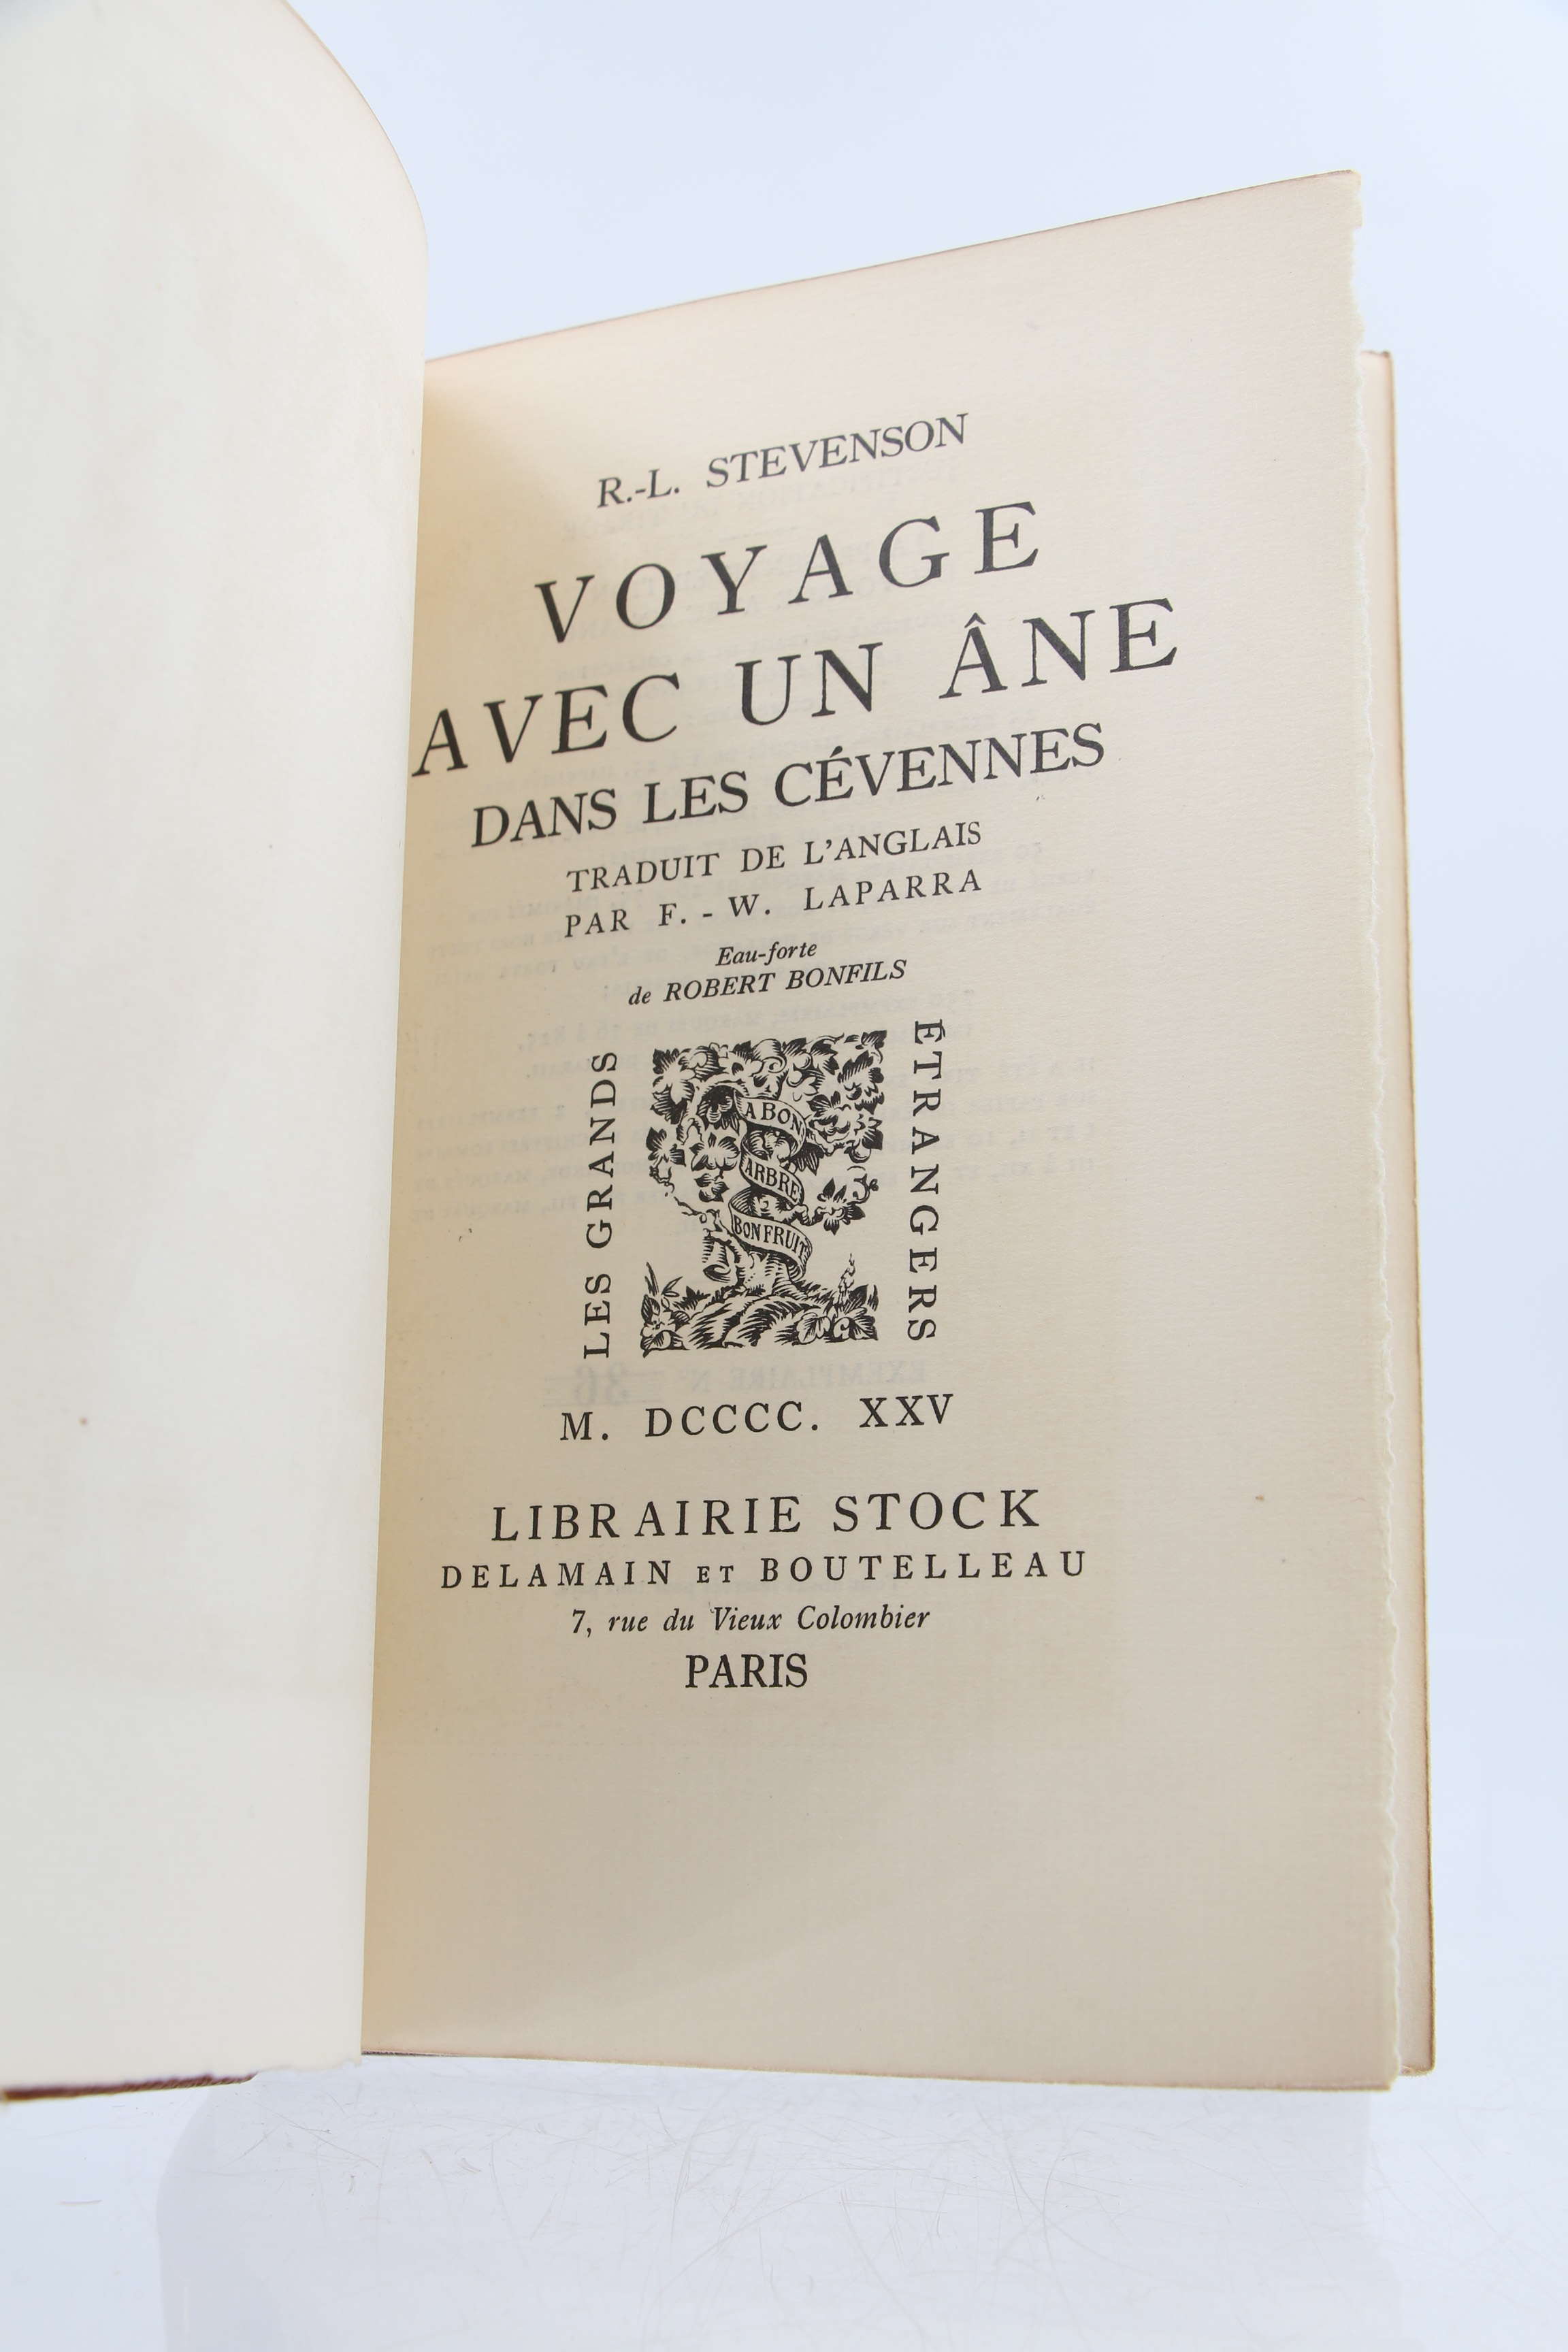 R.-L. STEVENSON
VOYAGE
AVEC UN ÂNE
DANS LES CÉVENNES
TRADUIT DE L'ANGLAIS
PAR F. - W. LAPARRA
Eau-forte
de ROBERT BONFILS
LES GRANDS
A BON
ARBRE
BON FRUIT
ÉTRANGERS
M. DCCCC. XXV
LIBRAIRIE STOCK
DELAMAIN ET BOUTELLEAU
7, rue du Vieux Colombier
PARIS